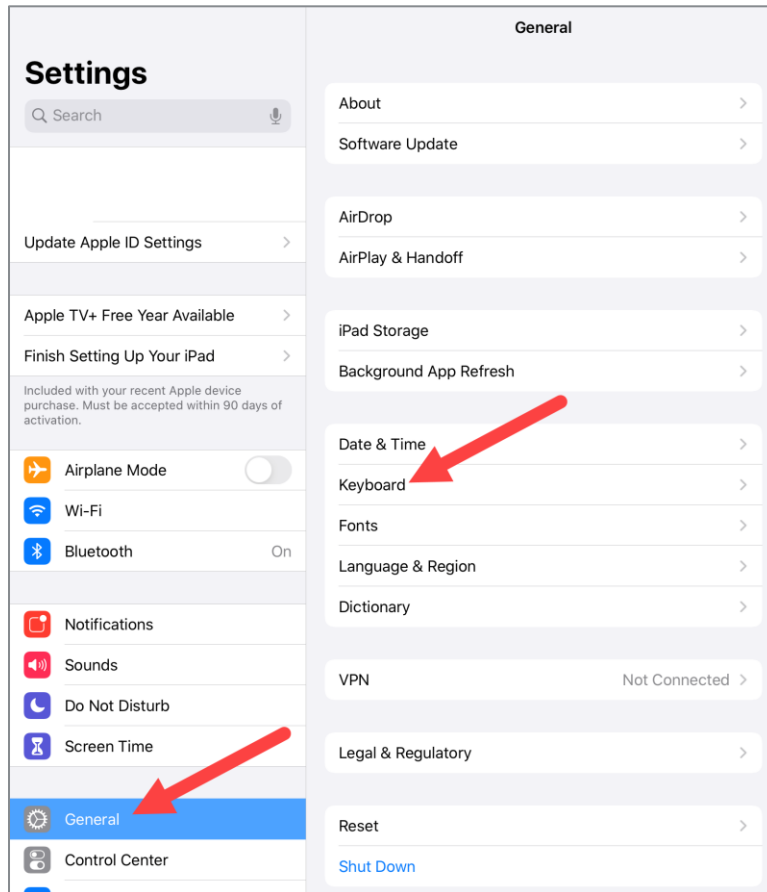 Settings
Search
Update Apple ID Settings
Apple TV+ Free Year Available
Finish Setting Up Your iPad
Included with your recent Apple device
purchase. Must be accepted within 90 days of
activation.
Airplane Mode
Wi-Fi
Bluetooth On
Notifications
Sounds
Do Not Disturb
Screen Time
General
Control Center
General
About
Software Update
AirDrop
AirPlay & Handoff
iPad Storage
Background App Refresh
Date & Time
Keyboard
Fonts
Language & Region
Dictionary
VPN Not Connected
Legal & Regulatory
Reset
Shut Down